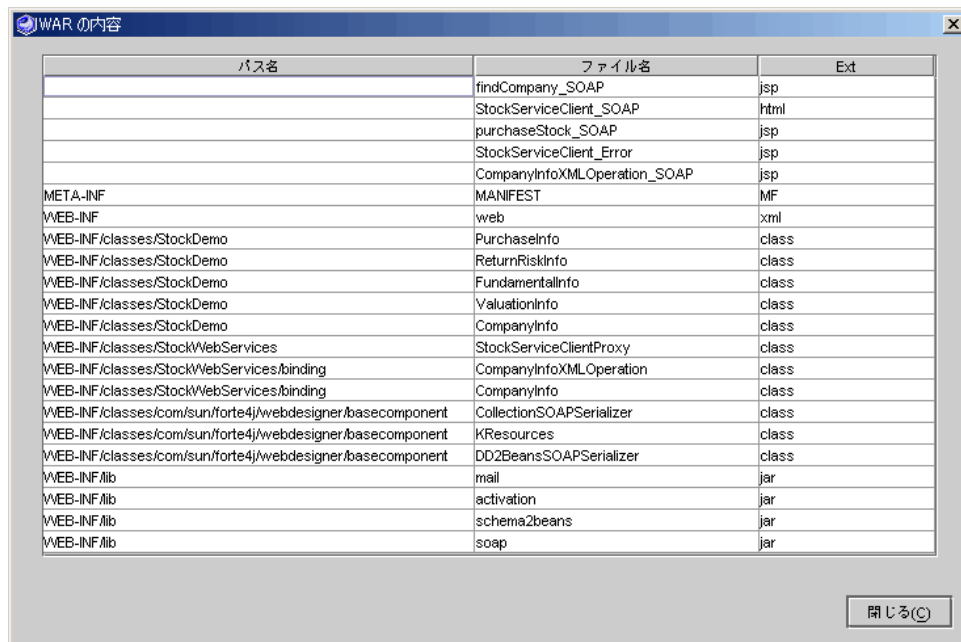 WAR の内容
パス名 ファイル名 Ext
findCompany_SOAP jsp
StockServiceClient_SOAP html
purchaseStock_SOAP jsp
StockServiceClient_Error jsp
CompanyInfoXMLOperation_SOAP jsp
META-INF MANIFEST MF
WEB-INF web xml
WEB-INF/classes/StockDemo PurchaseInfo class
WEB-INF/classes/StockDemo ReturnRiskInfo class
WEB-INF/classes/StockDemo FundamentalInfo class
WEB-INF/classes/StockDemo ValuationInfo class
WEB-INF/classes/StockDemo CompanyInfo class
WEB-INF/classes/StockWebServices StockServiceClientProxy class
WEB-INF/classes/StockWebServices/binding CompanyInfoXMLOperation class
WEB-INF/classes/StockWebServices/binding CompanyInfo class
WEB-INF/classes/com/sun/forte4j/webdesigner/basecomponent CollectionSOAPSerializer class
WEB-INF/classes/com/sun/forte4j/webdesigner/basecomponent KResources class
WEB-INF/classes/com/sun/forte4j/webdesigner/basecomponent DD2BeansSOAPSerializer class
WEB-INF/lib mail jar
WEB-INF/lib activation jar
WEB-INF/lib schema2beans jar
WEB-INF/lib soap jar
閉じる(C)